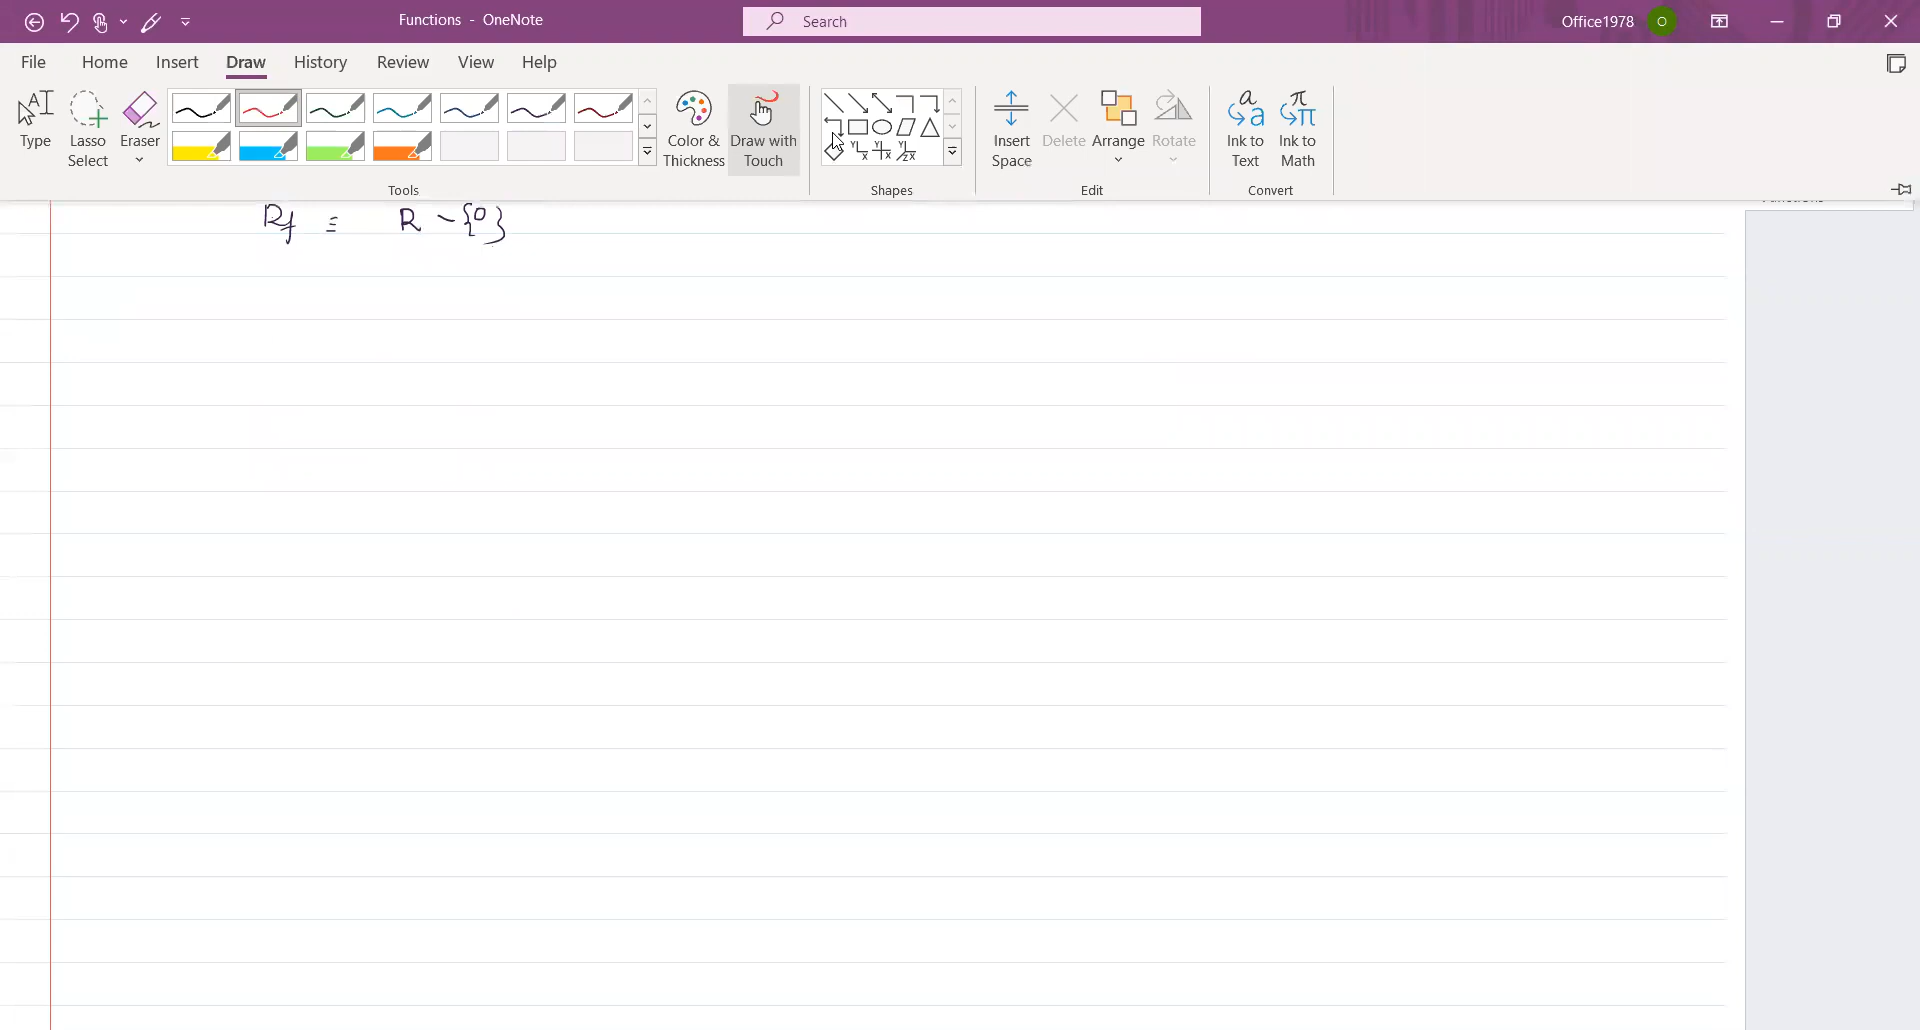 Functions - OneNote
Search
Office1978
O
File Home Insert Draw History Review View Help
Type
Lasso Select
Eraser
Color & Thickness
Draw with Touch
Insert Space
Delete
Arrange
Rotate
Ink to Text
Ink to Math
Tools
Shapes
Edit
Convert
Rf ≡ R - {0}